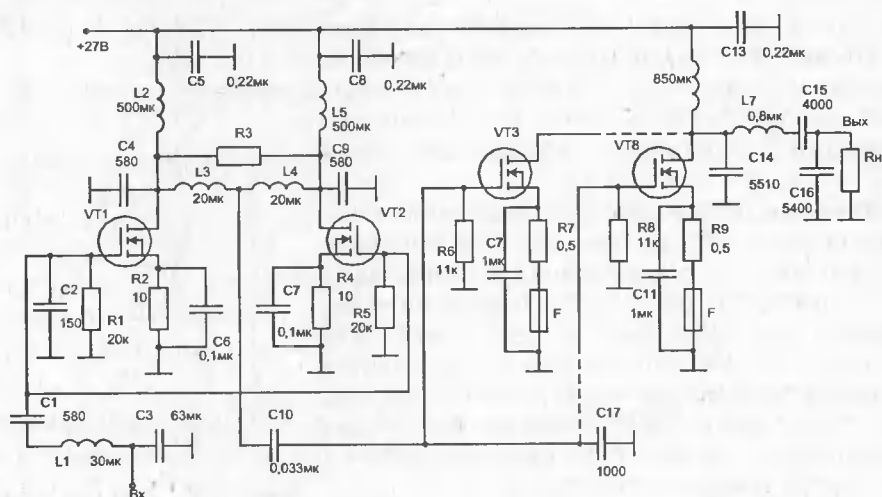 +27В
C5
0,22мк
C8
0,22мк
C13
0,22мк
L2
500мк
L5
500мк
850мк
C15
4000
L7
0,8мк
Вых
Rн
C4
580
R3
C9
580
VT3
VT8
C14
5510
C16
5400
L3
20мк
L4
20мк
VT1
VT2
R6
11к
C7
1мк
R7
0,5
R8
11к
R9
0,5
C2
150
R1
20к
R2
10
C6
0,1мк
C7
0,1мк
R4
10
R5
20к
F
C11
1мк
F
C1
580
C3
63мк
C10
0,033мк
C17
1000
L1
30мк
Вх